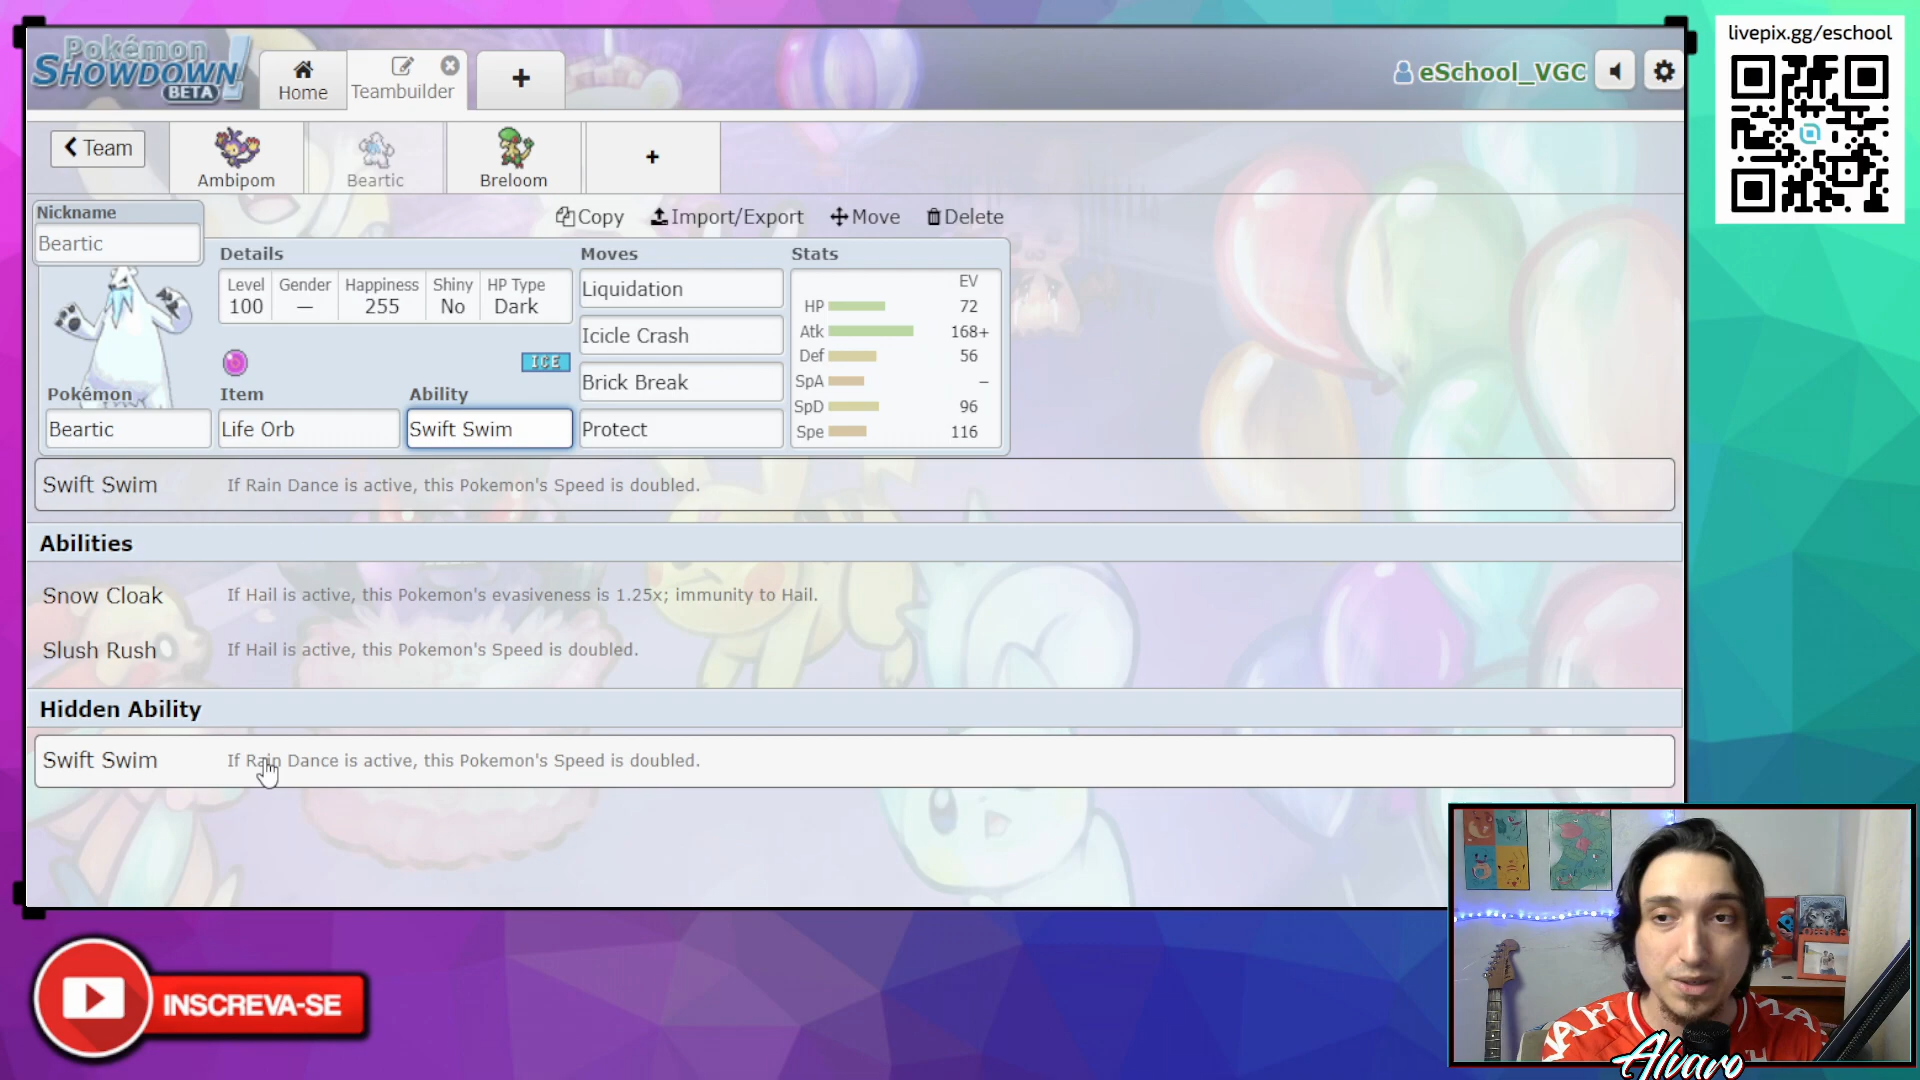 livepix.gg/eschool
Pokémon
SHOWDOWN!
BETA
Home
Teambuilder
+
eSchool_VGC
Team
Ambipom
Beartic
Breloom
+
Nickname
Beartic
Copy
Import/Export
Move
Delete
Details
Level
100
Gender
—
Happiness
255
Shiny
No
HP Type
Dark
ICE
Pokémon
Beartic
Item
Life Orb
Ability
Swift Swim
Moves
Liquidation
Icicle Crash
Brick Break
Protect
Stats
EV
HP 72
Atk 168+
Def 56
SpA –
SpD 96
Spe 116
Swift Swim If Rain Dance is active, this Pokemon's Speed is doubled.
Abilities
Snow Cloak If Hail is active, this Pokemon's evasiveness is 1.25x; immunity to Hail.
Slush Rush If Hail is active, this Pokemon's Speed is doubled.
Hidden Ability
Swift Swim If Rain Dance is active, this Pokemon's Speed is doubled.
INSCREVA-SE
Alvaro